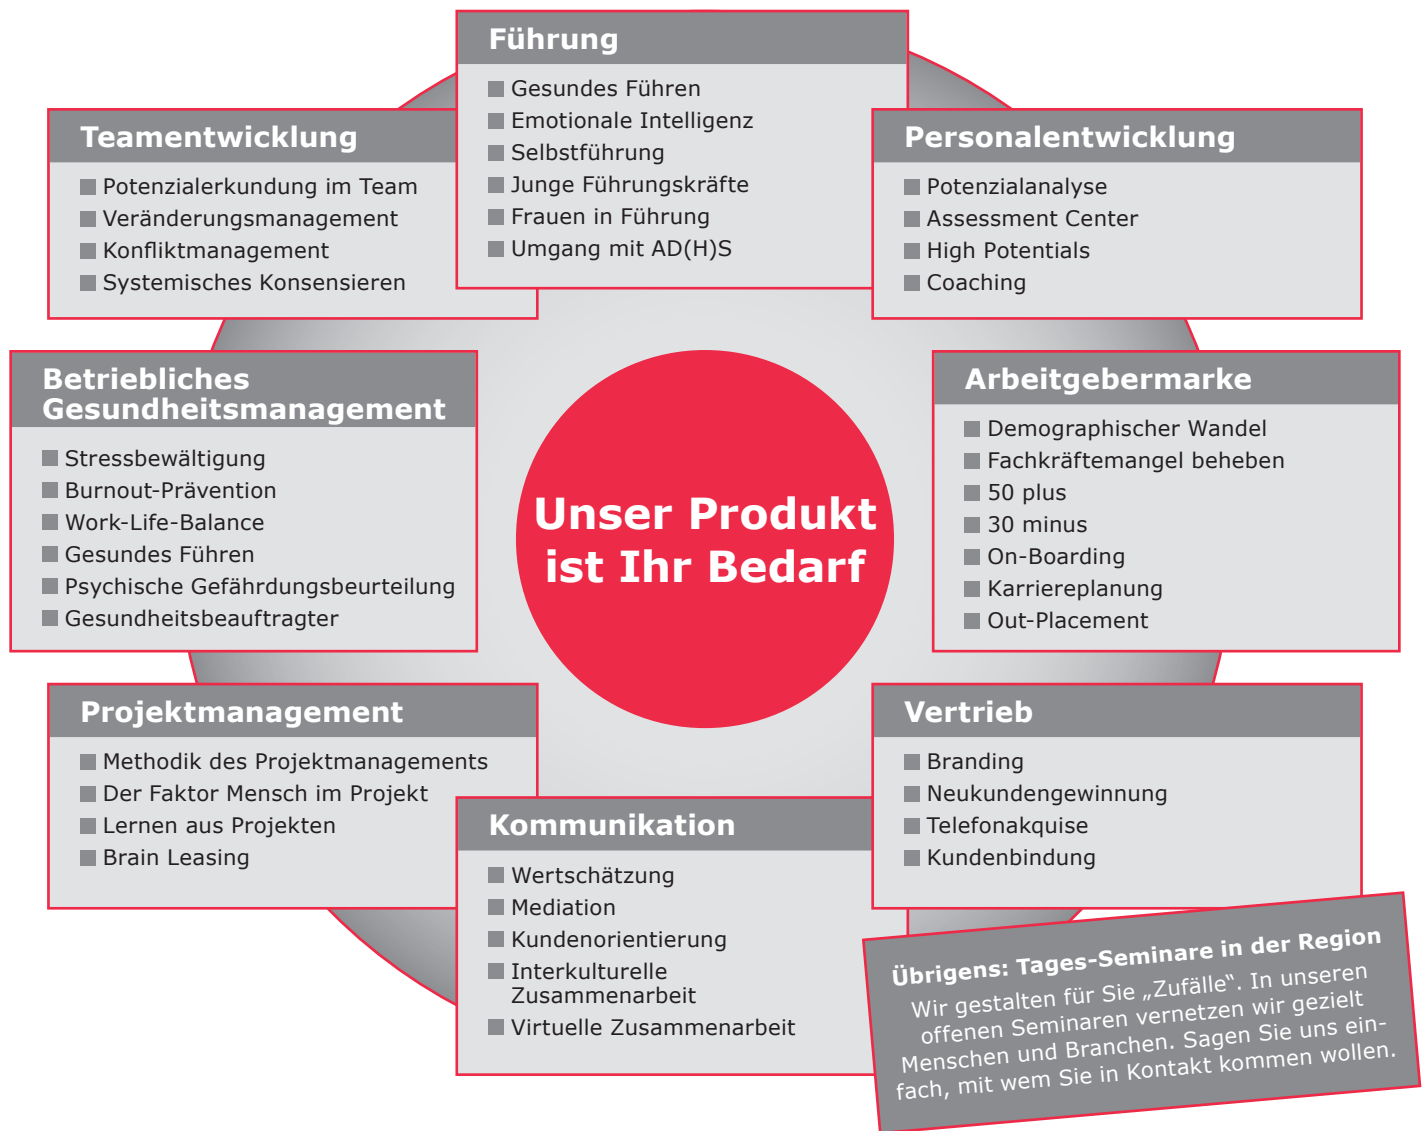 Führung
Gesundes Führen
Emotionale Intelligenz
Selbstführung
Junge Führungskräfte
Frauen in Führung
Umgang mit AD(H)S
Teamentwicklung
Potenzialerkundung im Team
Veränderungsmanagement
Konfliktmanagement
Systemisches Konsensieren
Personalentwicklung
Potenzialanalyse
Assessment Center
High Potentials
Coaching
Betriebliches
Gesundheitsmanagement
Stressbewältigung
Burnout-Prävention
Work-Life-Balance
Gesundes Führen
Psychische Gefährdungsbeurteilung
Gesundheitsbeauftragter
Unser Produkt
ist Ihr Bedarf
Arbeitgebermarke
Demographischer Wandel
Fachkräftemangel beheben
50 plus
30 minus
On-Boarding
Karriereplanung
Out-Placement
Projektmanagement
Methodik des Projektmanagements
Der Faktor Mensch im Projekt
Lernen aus Projekten
Brain Leasing
Kommunikation
Wertschätzung
Mediation
Kundenorientierung
Interkulturelle
Zusammenarbeit
Virtuelle Zusammenarbeit
Vertrieb
Branding
Neukundengewinnung
Telefonakquise
Kundenbindung
Übrigens: Tages-Seminare in der Region
Wir gestalten für Sie „Zufälle“. In unseren
offenen Seminaren vernetzen wir gezielt
Menschen und Branchen. Sagen Sie uns ein-
fach, mit wem Sie in Kontakt kommen wollen.